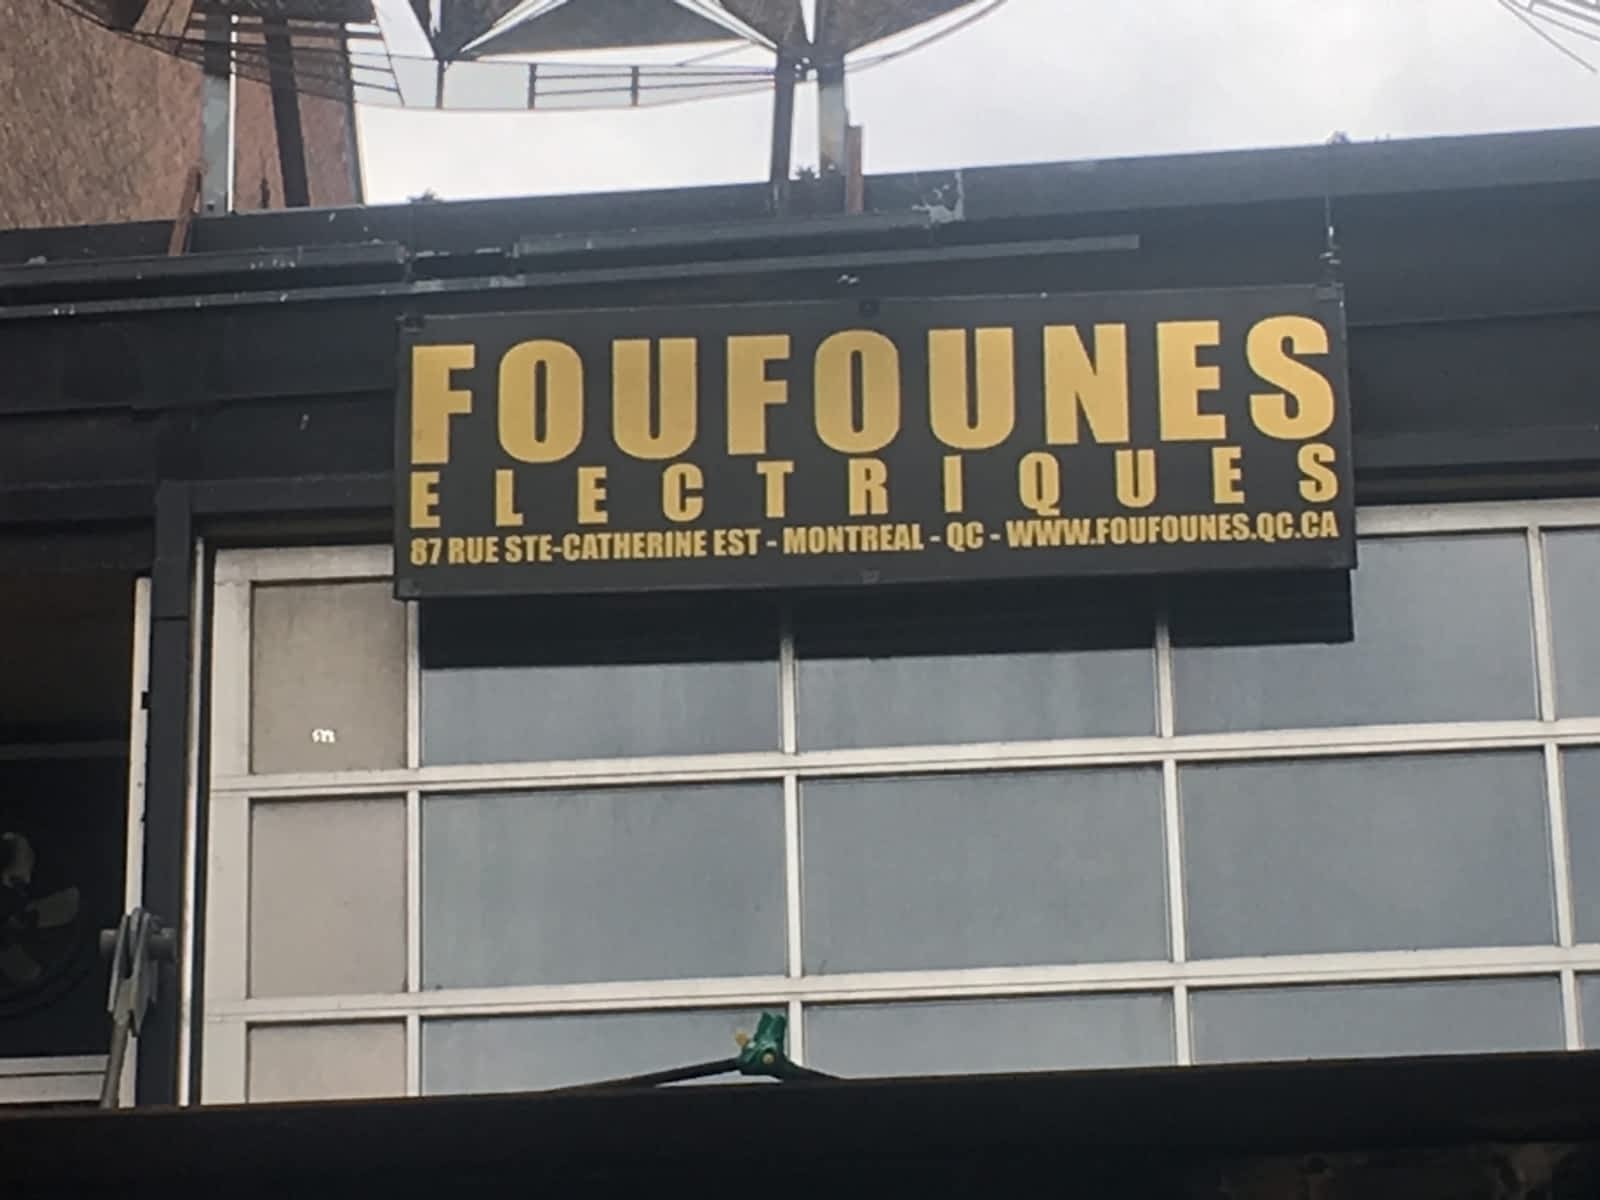 FOUFOUNES
ELECTRIQUES
87 RUE STE-CATHERINE EST - MONTREAL - QC - WWW.FOUFOUNES.QC.CA